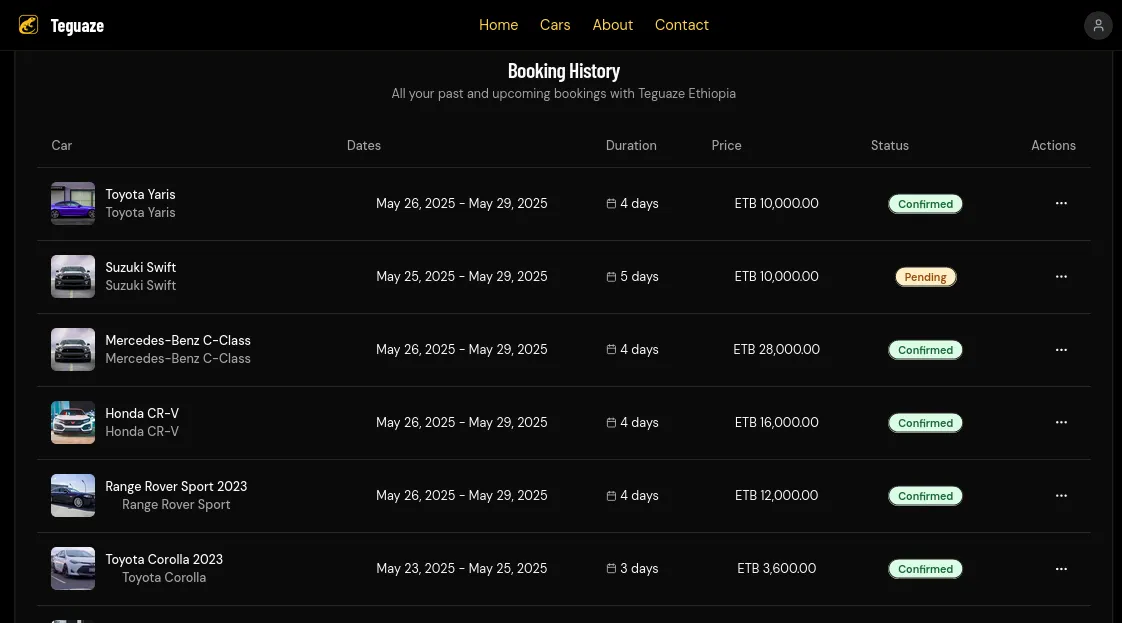 Teguaze
Home Cars About Contact
Booking History
All your past and upcoming bookings with Teguaze Ethiopia
Car Dates Duration Price Status Actions
Toyota Yaris
Toyota Yaris
May 26, 2025 - May 29, 2025 4 days ETB 10,000.00 Confirmed ...
Suzuki Swift
Suzuki Swift
May 25, 2025 - May 29, 2025 5 days ETB 10,000.00 Pending ...
Mercedes-Benz C-Class
Mercedes-Benz C-Class
May 26, 2025 - May 29, 2025 4 days ETB 28,000.00 Confirmed ...
Honda CR-V
Honda CR-V
May 26, 2025 - May 29, 2025 4 days ETB 16,000.00 Confirmed ...
Range Rover Sport 2023
Range Rover Sport
May 26, 2025 - May 29, 2025 4 days ETB 12,000.00 Confirmed ...
Toyota Corolla 2023
Toyota Corolla
May 23, 2025 - May 25, 2025 3 days ETB 3,600.00 Confirmed ...